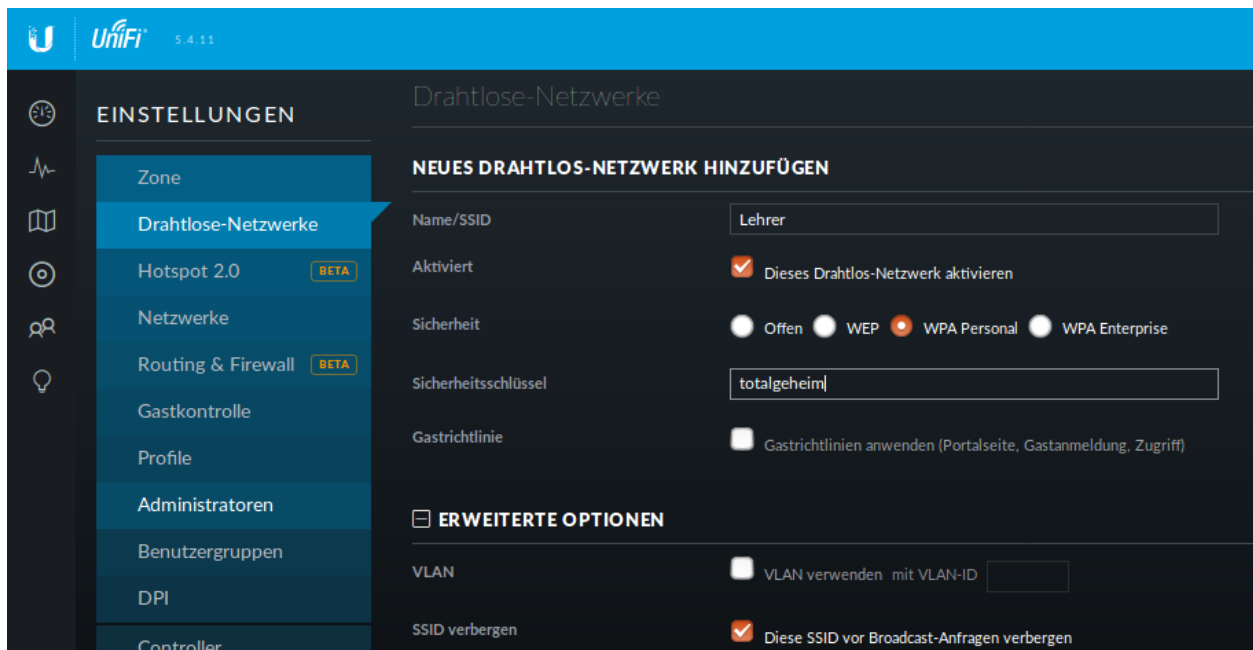 UniFi 5.4.11
EINSTELLUNGEN
Zone
Drahtlose-Netzwerke
Hotspot 2.0 BETA
Netzwerke
Routing & Firewall BETA
Gastkontrolle
Profile
Administratoren
Benutzergruppen
DPI
Controller
Drahtlose-Netzwerke
NEUES DRAHTLOS-NETZWERK HINZUFÜGEN
Name/SSID Lehrer
Aktiviert Dieses Drahtlos-Netzwerk aktivieren
Sicherheit Offen WEP WPA Personal WPA Enterprise
Sicherheitsschlüssel totalgeheim
Gastrichtlinie Gastrichtlinien anwenden (Portalseite, Gastanmeldung, Zugriff)
ERWEITERTE OPTIONEN
VLAN VLAN verwenden mit VLAN-ID
SSID verbergen Diese SSID vor Broadcast-Anfragen verbergen